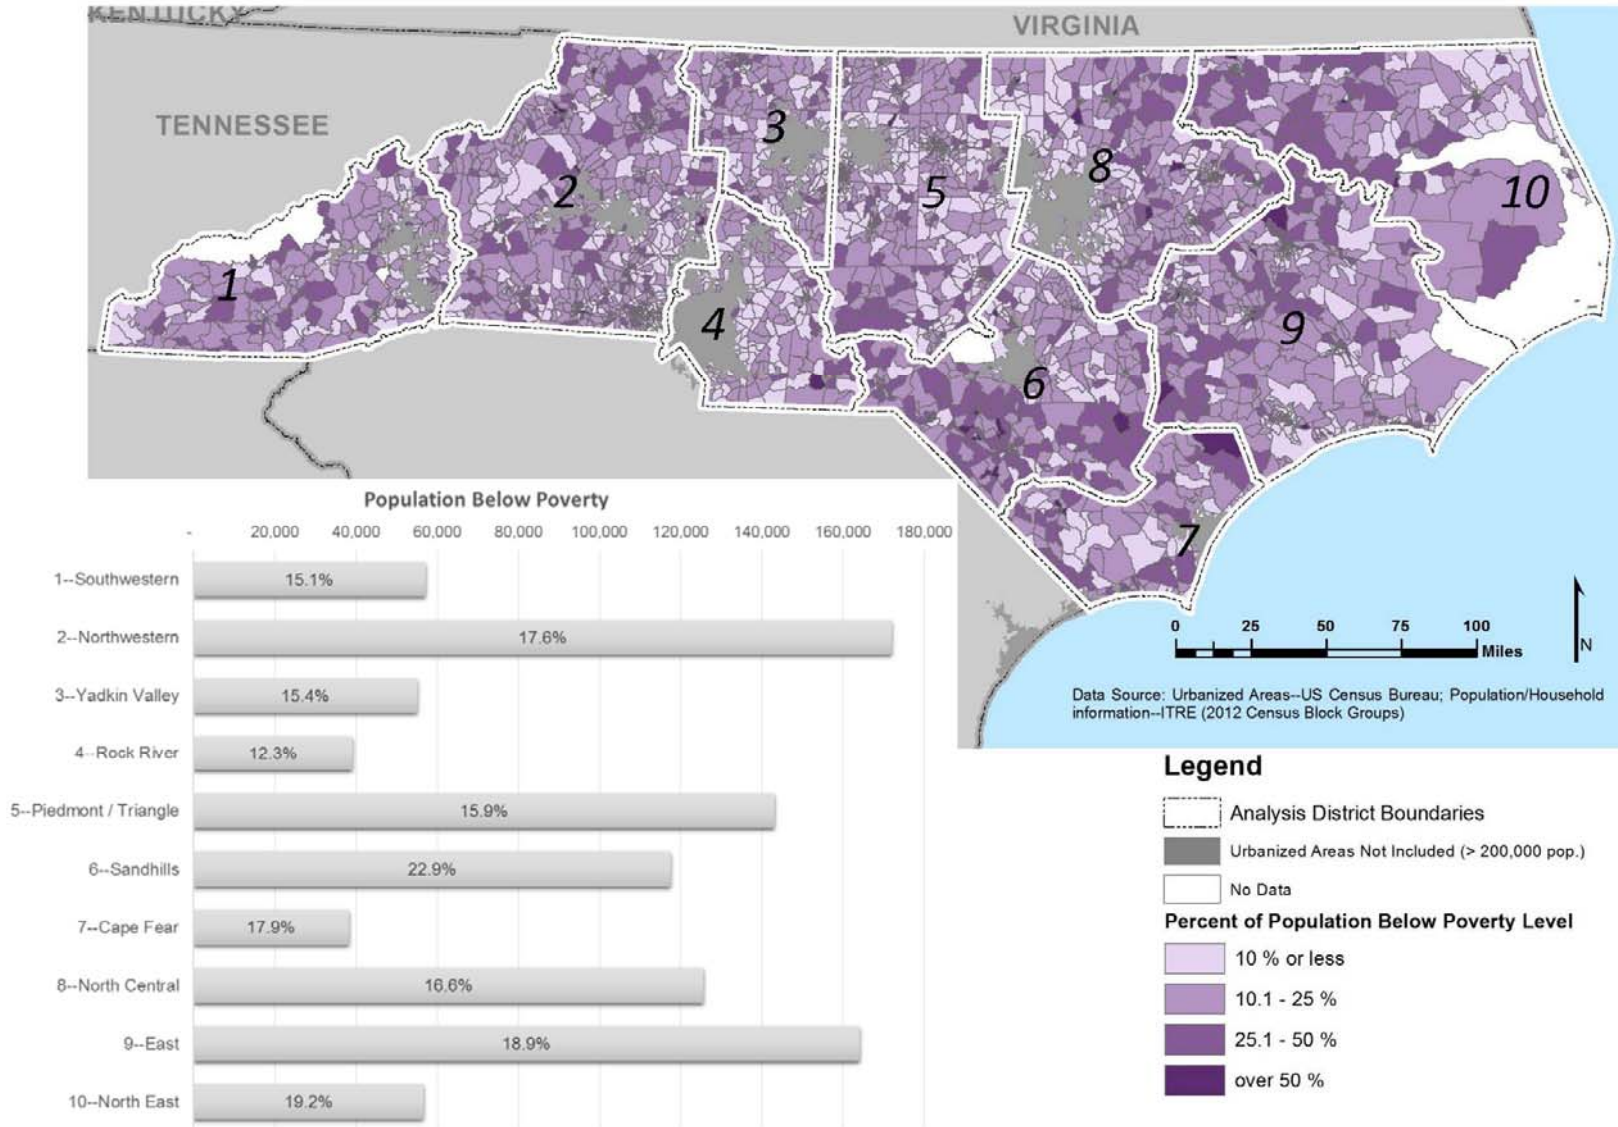 KENTUCKY
VIRGINIA
TENNESSEE
1
2
3
4
5
6
7
8
9
10
0 25 50 75 100
Miles
N
Data Source: Urbanized Areas--US Census Bureau; Population/Household
information--ITRE (2012 Census Block Groups)
Population Below Poverty
- 20,000 40,000 60,000 80,000 100,000 120,000 140,000 160,000 180,000
1--Southwestern 15.1%
2--Northwestern 17.6%
3--Yadkin Valley 15.4%
4--Rock River 12.3%
5--Piedmont / Triangle 15.9%
6--Sandhills 22.9%
7--Cape Fear 17.9%
8--North Central 16.6%
9--East 18.9%
10--North East 19.2%
Legend
Analysis District Boundaries
Urbanized Areas Not Included (> 200,000 pop.)
No Data
Percent of Population Below Poverty Level
10 % or less
10.1 - 25 %
25.1 - 50 %
over 50 %